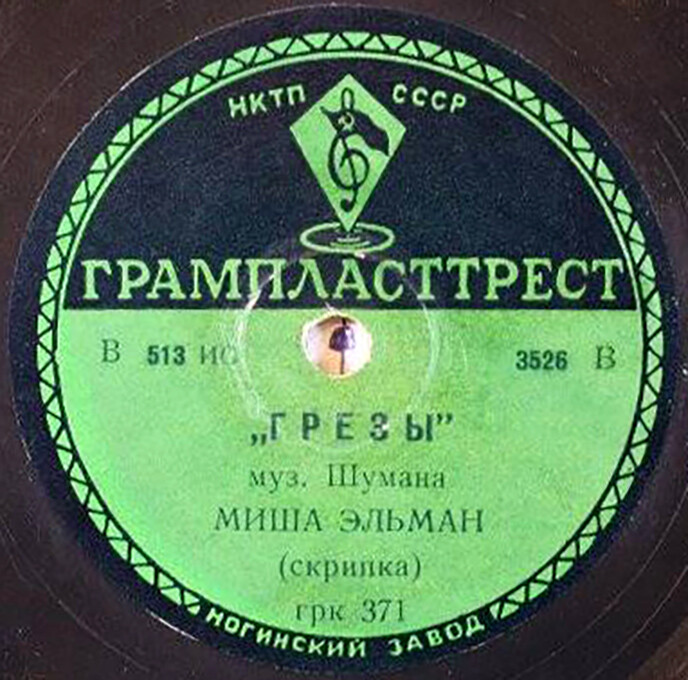 НКТП СССР
ГРАМПЛАСТТРЕСТ
В 513 ИС 3526 В
„ГРЕЗЫ”
муз. Шумана
МИША ЭЛЬМАН
(скрипка)
грк 371
НОГИНСКИЙ ЗАВОД